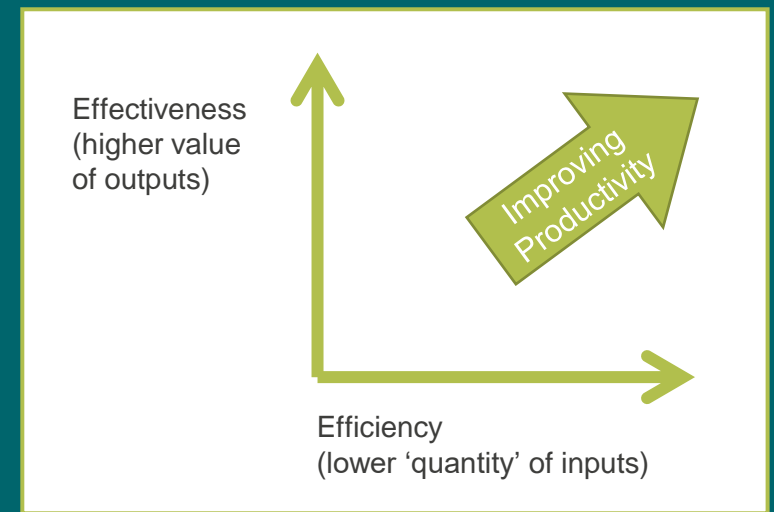 Effectiveness
(higher value
of outputs)
Improving
Productivity
Efficiency
(lower ‘quantity’ of inputs)